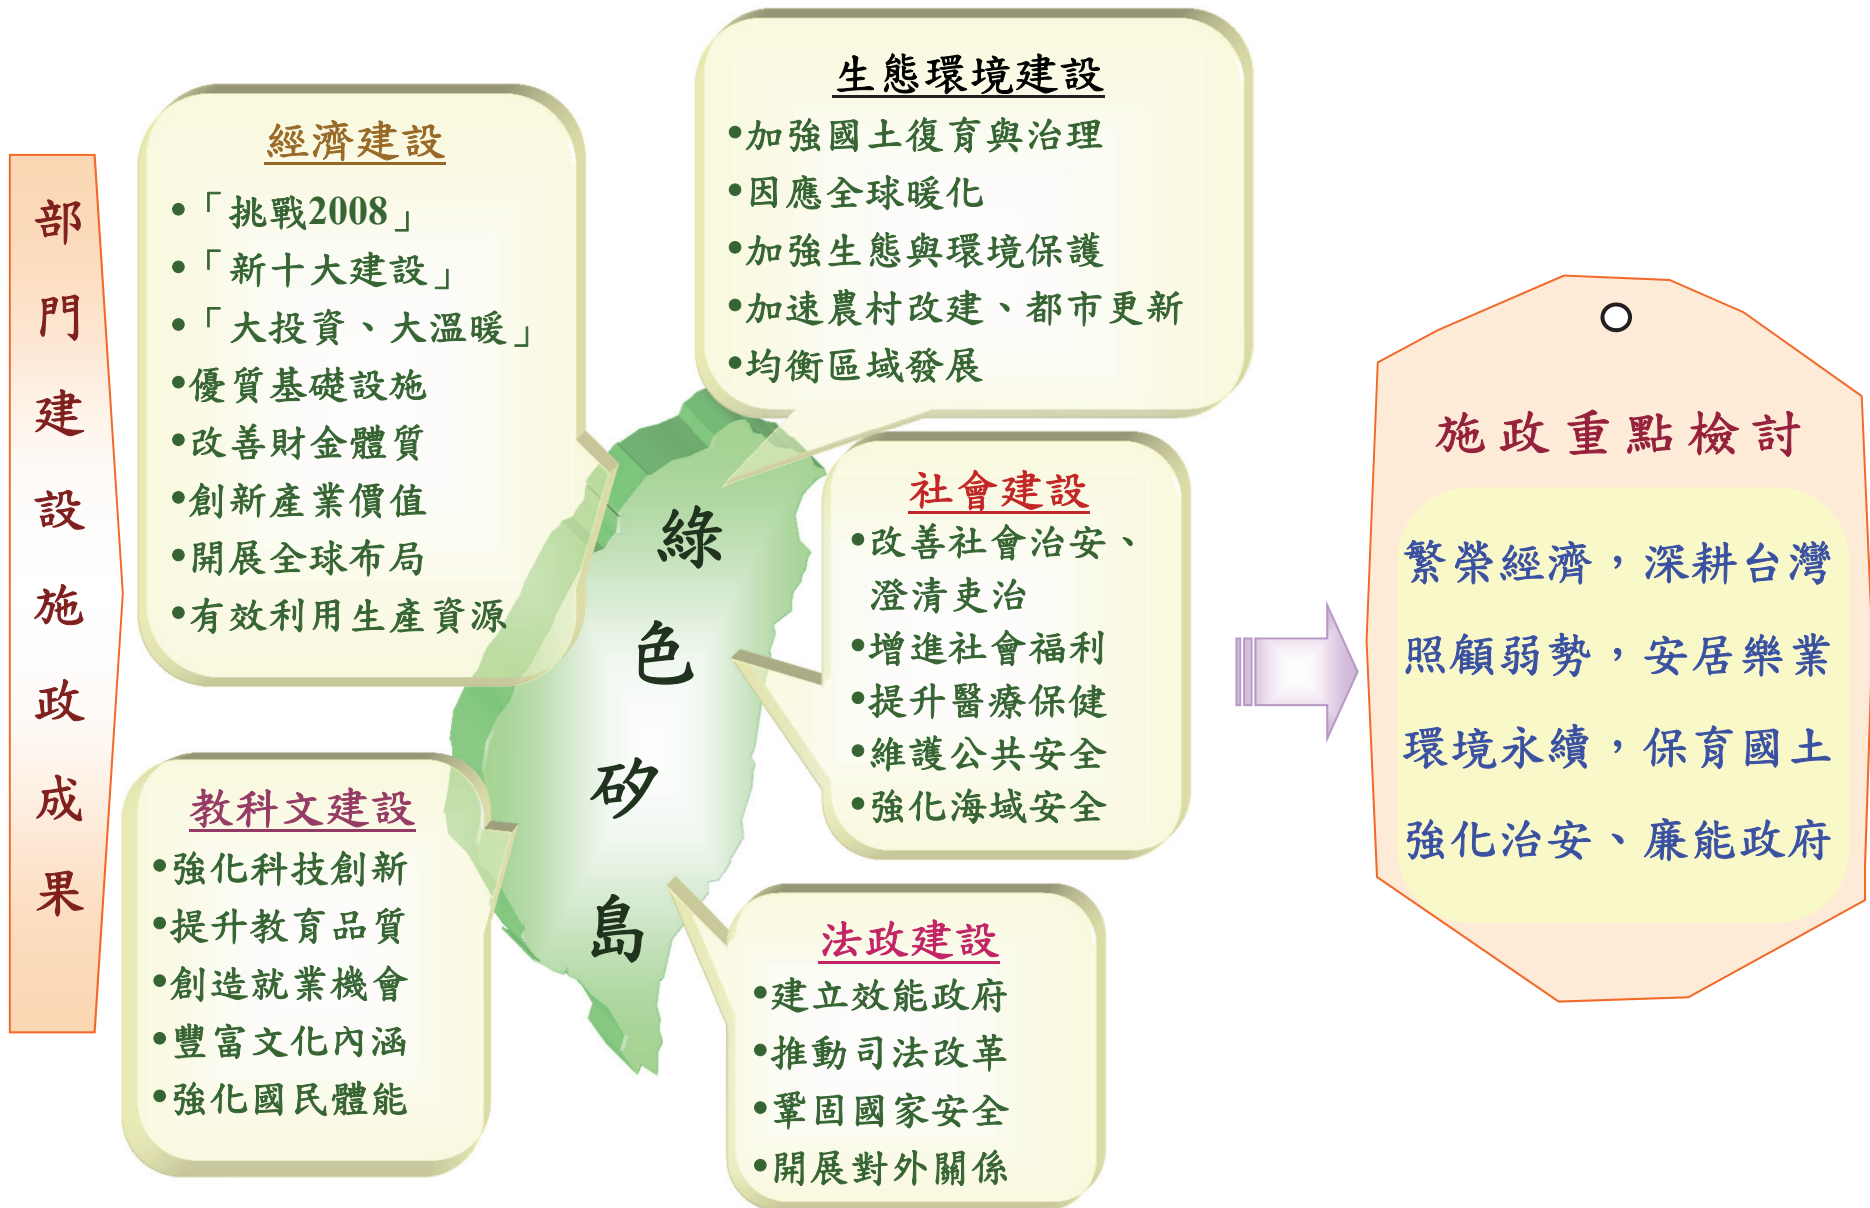 部門建設施政成果
經濟建設
•「挑戰2008」
•「新十大建設」
•「大投資、大溫暖」
•優質基礎設施
•改善財金體質
•創新產業價值
•開展全球布局
•有效利用生產資源
生態環境建設
•加強國土復育與治理
•因應全球暖化
•加強生態與環境保護
•加速農村改建、都市更新
•均衡區域發展
綠色矽島
社會建設
•改善社會治安、
澄清吏治
•增進社會福利
•提升醫療保健
•維護公共安全
•強化海域安全
教科文建設
•強化科技創新
•提升教育品質
•創造就業機會
•豐富文化內涵
•強化國民體能
法政建設
•建立效能政府
•推動司法改革
•鞏固國家安全
•開展對外關係
施政重點檢討
繁榮經濟，深耕台灣
照顧弱勢，安居樂業
環境永續，保育國土
強化治安、廉能政府